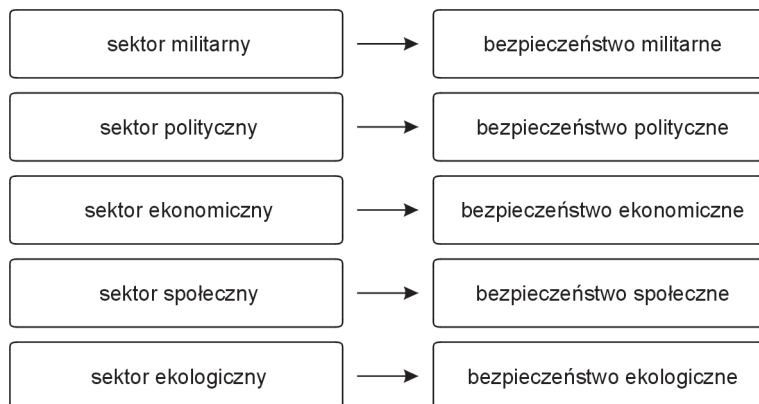 sektor militarny
bezpieczeństwo militarne
sektor polityczny
bezpieczeństwo polityczne
sektor ekonomiczny
bezpieczeństwo ekonomiczne
sektor społeczny
bezpieczeństwo społeczne
sektor ekologiczny
bezpieczeństwo ekologiczne